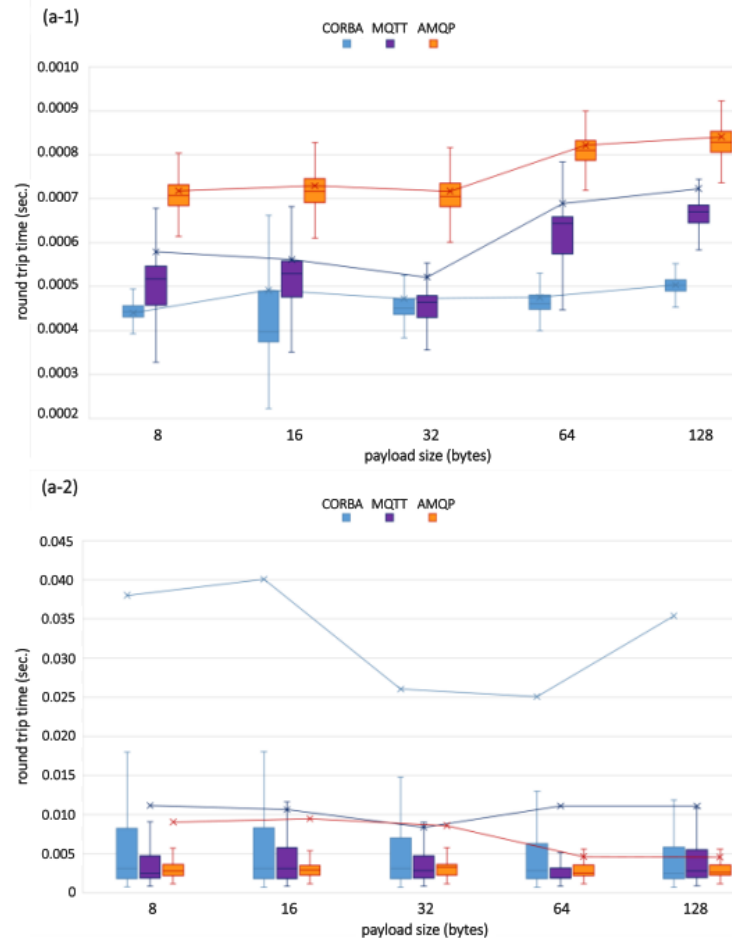 (a-1)
CORBA MQTT AMQP
0.0010
0.0009
0.0008
0.0007
0.0006
0.0005
0.0004
0.0003
0.0002
round trip time (sec.)
8 16 32 64 128
payload size (bytes)
(a-2)
CORBA MQTT AMQP
0.045
0.040
0.035
0.030
0.025
0.020
0.015
0.010
0.005
0
round trip time (sec.)
8 16 32 64 128
payload size (bytes)